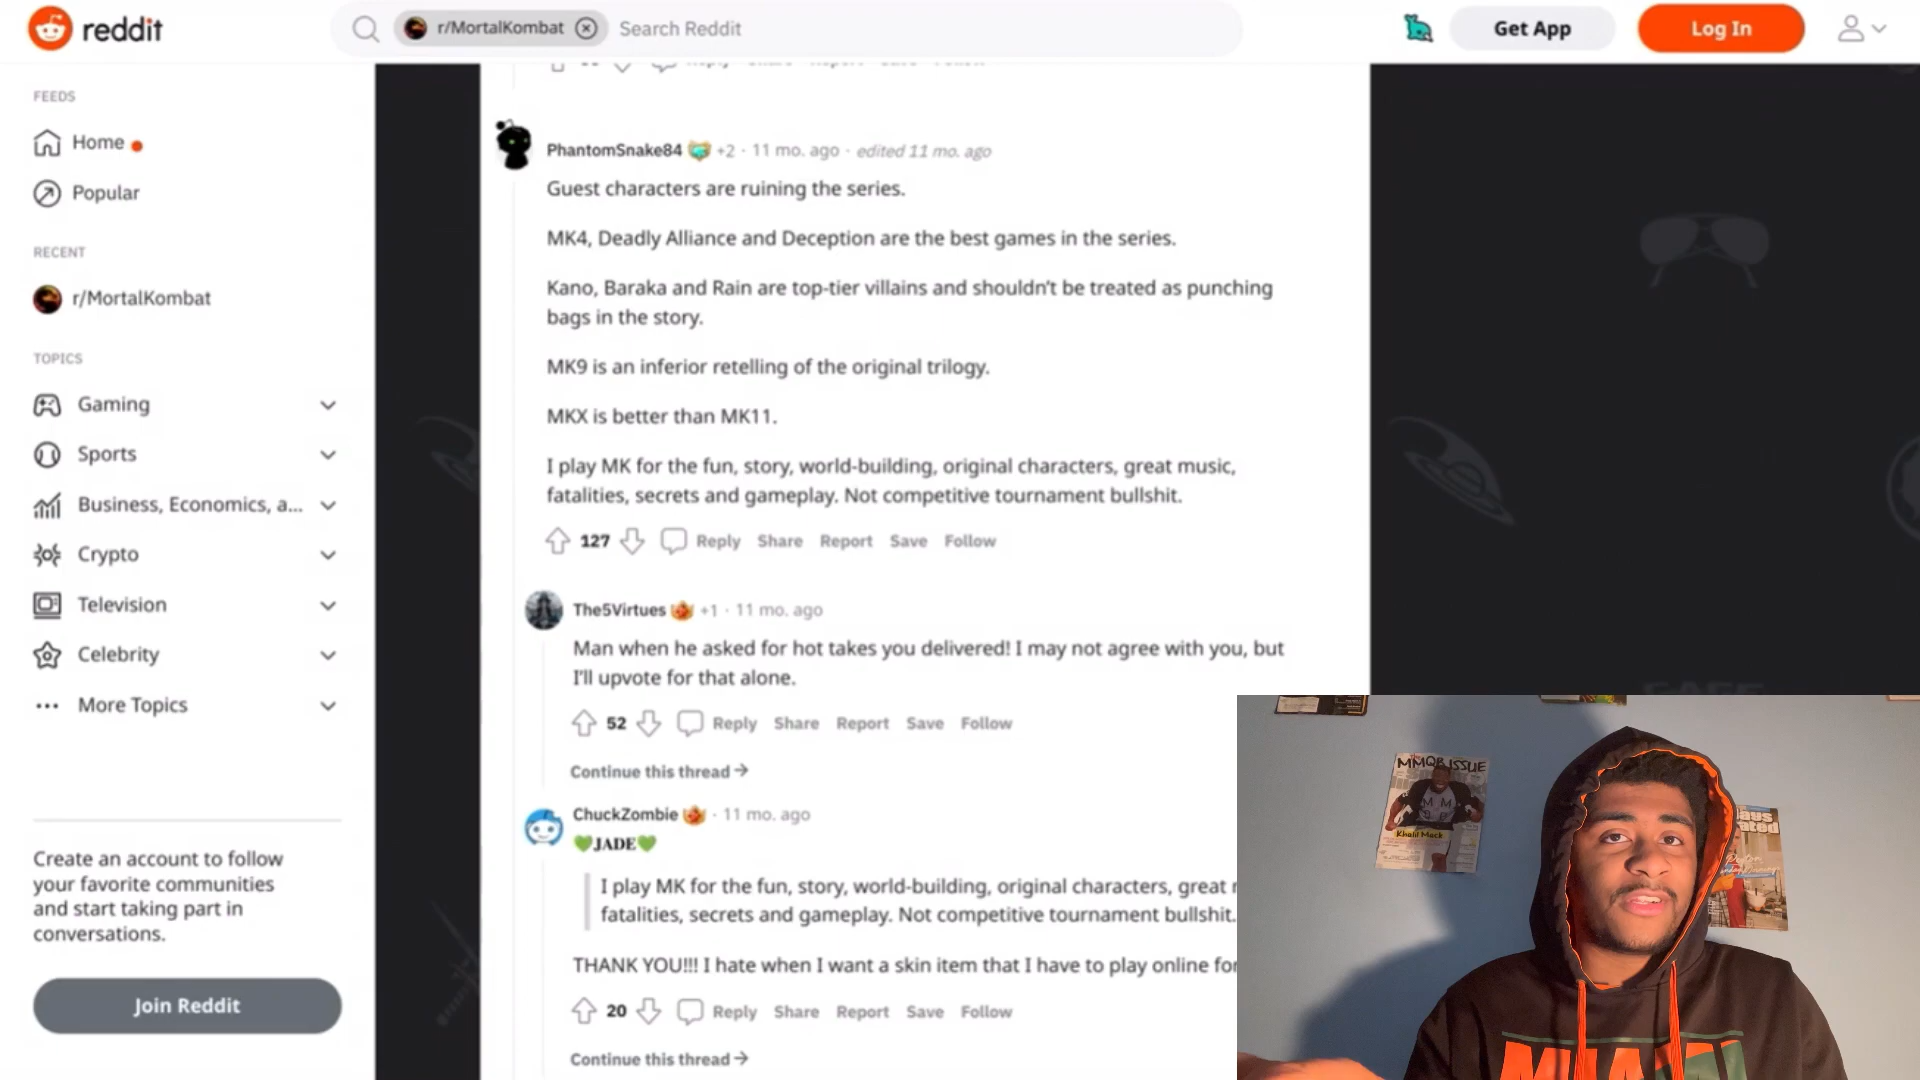 reddit
r/MortalKombat
Search Reddit
Get App
Log In
FEEDS
Home
Popular
RECENT
r/MortalKombat
TOPICS
Gaming
Sports
Business, Economics, a...
Crypto
Television
Celebrity
More Topics
Create an account to follow
your favorite communities
and start taking part in
conversations.
Join Reddit
PhantomSnake84 +2 · 11 mo. ago · edited 11 mo. ago
Guest characters are ruining the series.
MK4, Deadly Alliance and Deception are the best games in the series.
Kano, Baraka and Rain are top-tier villains and shouldn't be treated as punching
bags in the story.
MK9 is an inferior retelling of the original trilogy.
MKX is better than MK11.
I play MK for the fun, story, world-building, original characters, great music,
fatalities, secrets and gameplay. Not competitive tournament bullshit.
127 Reply Share Report Save Follow
The5Virtues +1 · 11 mo. ago
Man when he asked for hot takes you delivered! I may not agree with you, but
I'll upvote for that alone.
52 Reply Share Report Save Follow
Continue this thread →
ChuckZombie · 11 mo. ago
💚JADE💚
I play MK for the fun, story, world-building, original characters, great
fatalities, secrets and gameplay. Not competitive tournament bullshit.
THANK YOU!!! I hate when I want a skin item that I have to play online for
20 Reply Share Report Save Follow
Continue this thread →
MMQB ISSUE
Khalil Mack
MIAMI